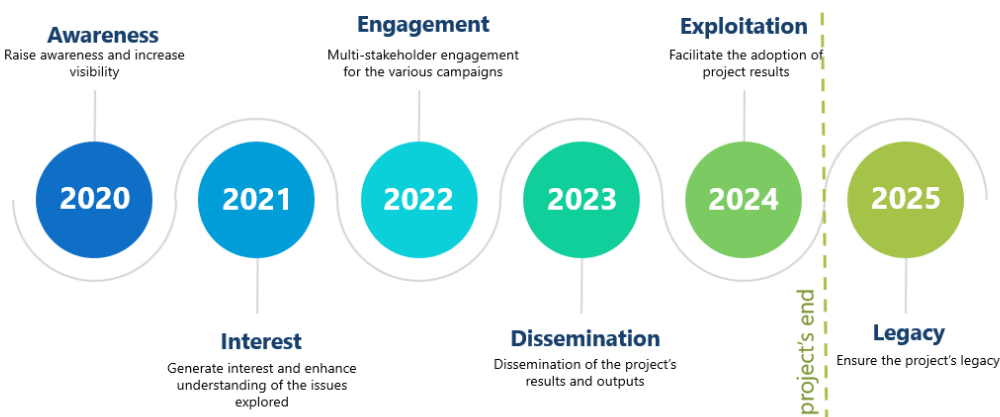 Awareness
Raise awareness and increase
visibility
Engagement
Multi-stakeholder engagement
for the various campaigns
Exploitation
Facilitate the adoption of
project results
2020
2021
2022
2023
2024
2025
project's end
Interest
Generate interest and enhance
understanding of the issues
explored
Dissemination
Dissemination of the project's
results and outputs
Legacy
Ensure the project's legacy